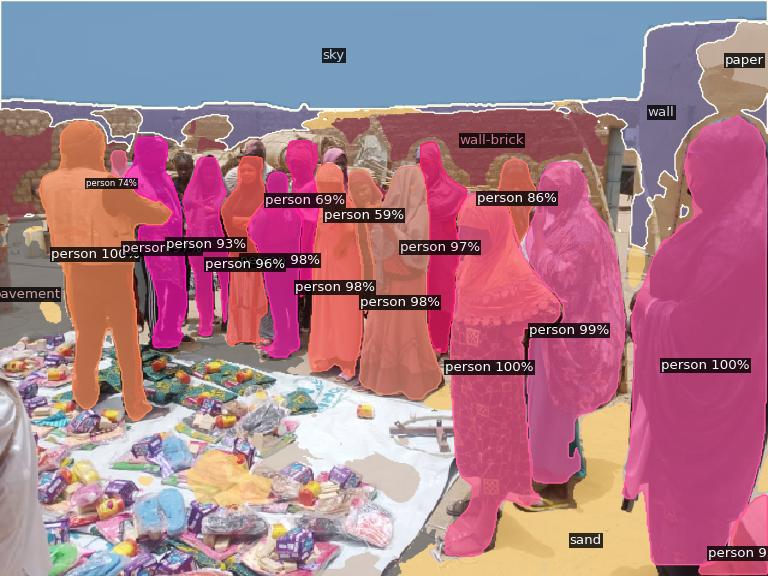 sky
paper
wall
wall-brick
person 74%
person 69%
person 86%
person 59%
person 100%
person 93%
person 97%
person 96%
98%
person 98%
pavement
person 98%
person 99%
person 100%
person 100%
sand
person 9